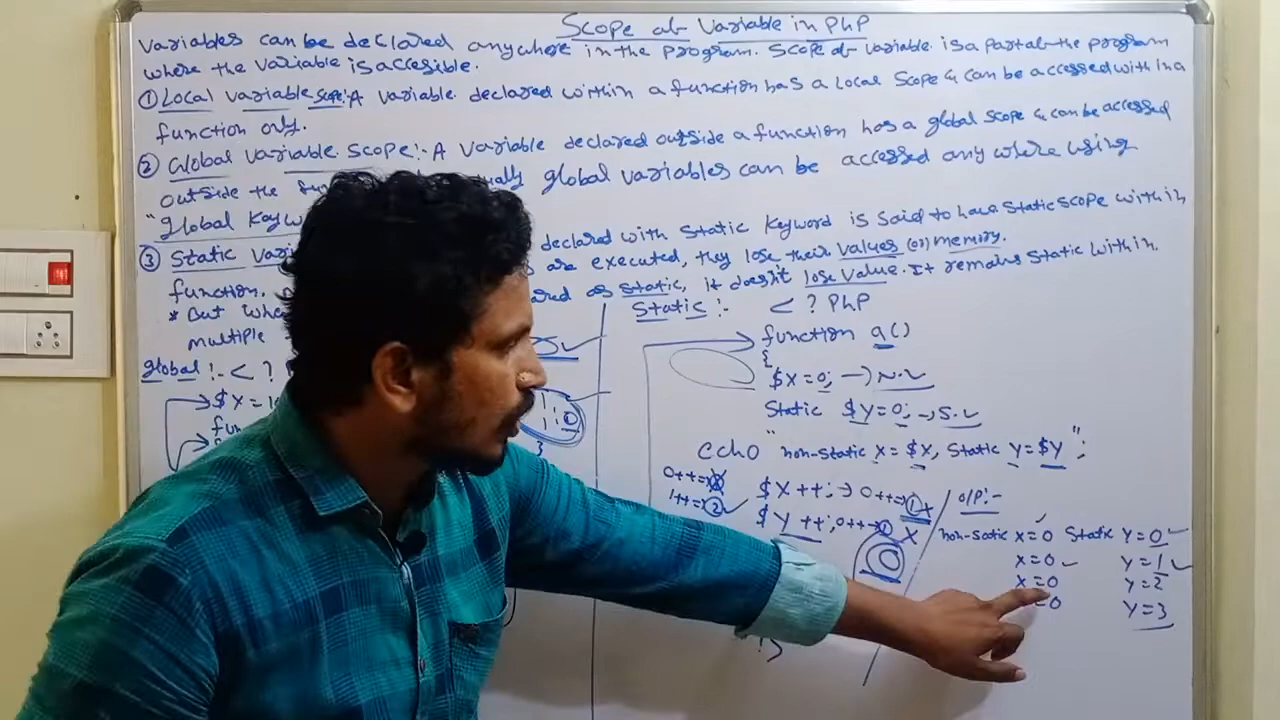 Scope of Variable in PHP
Variables can be declared anywhere in the program. Scope of variable is a part of the program
where the variable is accesible.
① Local variable scope:- A variable declared within a function has a Local Scope & can be accessed within a
function only.
② Global variable scope:- A variable declared outside a function has a global scope & can be accessed
outside the global variables can be accessed any where using
"global Keyw
③ Static vari declared with static Keyword is said to have static scope within
function. are executed, they lose their values (or) memory.
* But whe as static, it doesn't lose value. It remains static within
multiple
global :- < ?
$x = 1
fun
Static :- < ? PHP
function a()
{
$x = 0; → N.V
Static $y = 0; → S.V
echo "non-static x = $x, Static y = $y";
0++ = 1++ = 2
$x++; → 0++ → 1 x
$y++; 0++ → 1 x
0
}
O/P:-
non-static x = 0 Static y = 0
x = 0 y = 1
x = 0 y = 2
= 0 y = 3